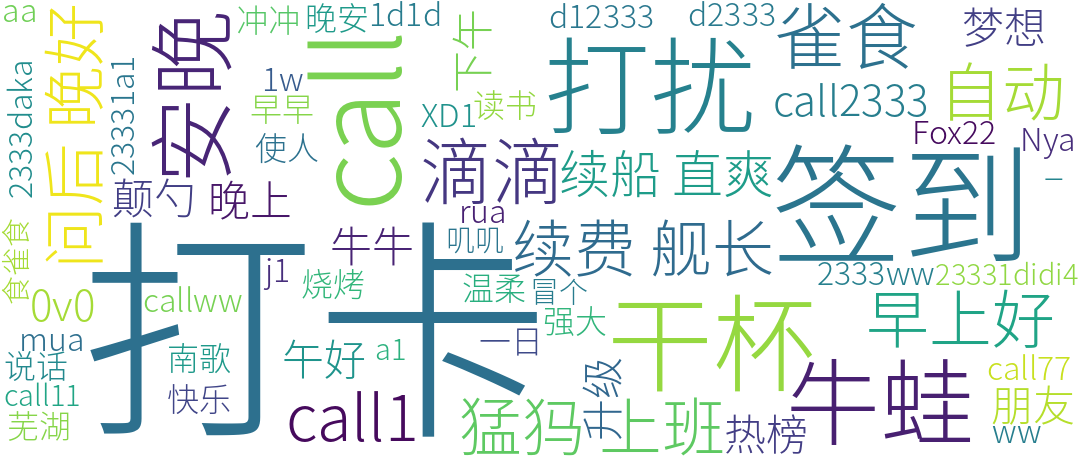 aa
冲冲
晚安
1d1d
d12333
d2333
雀食
梦想
晚好
安晚
call
下午
打扰
call2333
自动
2333daka
23331a1
1w
早早
XD1
读书
Fox22
Nya
使人
滴滴
续船
直爽
签到
一
问后
颠勺
晚上
rua
叽叽
牛牛
续费
舰长
食雀食
打卡
j1
烧烤
温柔
冒个
2333ww
23331didi4
0v0
callww
干杯
早上好
mua
强大
一日
说话
南歌
午好
a1
升级
牛蛙
call77
call11
快乐
call1
猛犸
上班
热榜
朋友
芜湖
ww